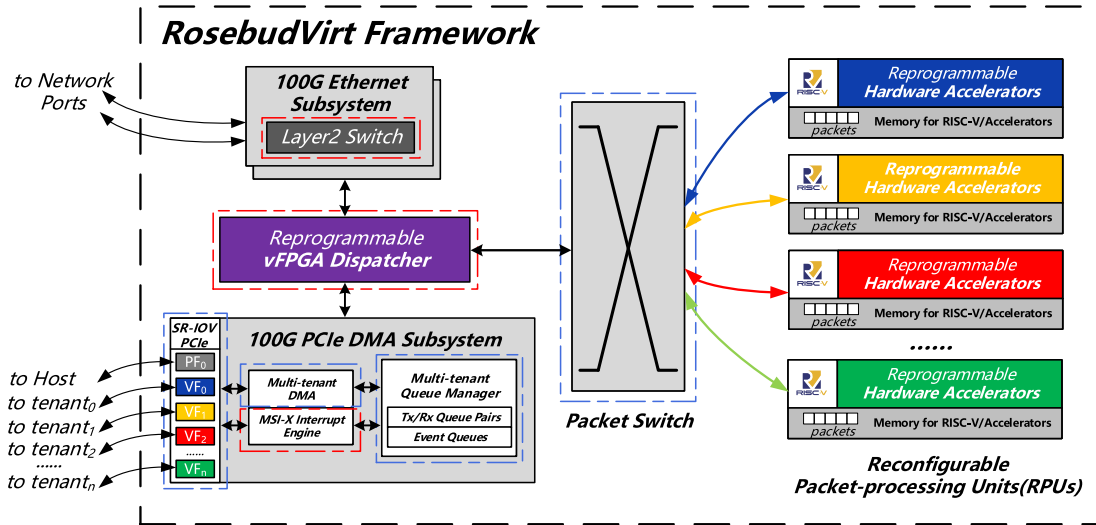 RosebudVirt Framework
to Network
Ports
100G Ethernet
Subsystem
Layer2 Switch
Reprogrammable
vFPGA Dispatcher
SR-IOV
PCIe
PF0
VF0
VF1
VF2
......
VFn
100G PCIe DMA Subsystem
Multi-tenant
DMA
MSI-X Interrupt
Engine
Multi-tenant
Queue Manager
Tx/Rx Queue Pairs
Event Queues
to Host
to tenant0
to tenant1
to tenant2
......
to tenantn
Packet Switch
RISC-V
Reprogrammable
Hardware Accelerators
packets
Memory for RISC-V/Accelerators
RISC-V
Reprogrammable
Hardware Accelerators
packets
Memory for RISC-V/Accelerators
RISC-V
Reprogrammable
Hardware Accelerators
packets
Memory for RISC-V/Accelerators
......
RISC-V
Reprogrammable
Hardware Accelerators
packets
Memory for RISC-V/Accelerators
Reconfigurable
Packet-processing Units(RPUs)